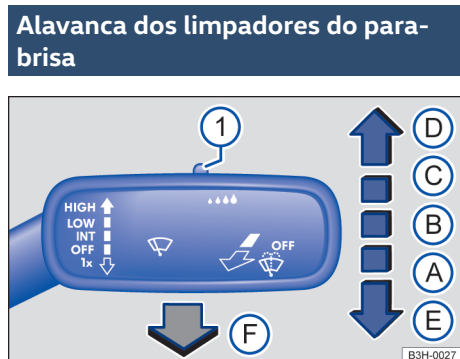 Alavanca dos limpadores do para-
brisa
1
D
HIGH
C
LOW
INT
OFF
OFF
B
1x
A
F
E
B3H-0027